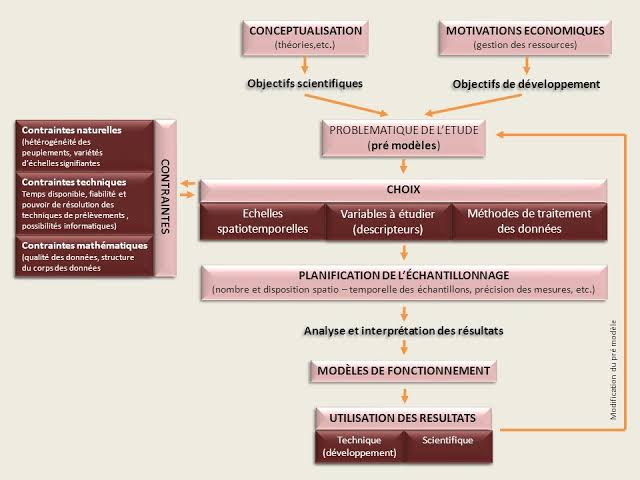 CONCEPTUALISATION
(théories,etc.)
MOTIVATIONS ECONOMIQUES
(gestion des ressources)
Objectifs scientifiques
Objectifs de développement
PROBLEMATIQUE DE L'ETUDE
(pré modèles)
Contraintes naturelles
(hétérogénéité des
peuplements, variétés
d'échelles signifiantes
Contraintes techniques
Temps disponible, fiabilité et
pouvoir de résolution des
techniques de prélèvements ,
possibilités informatiques)
Contraintes mathématiques
(qualité des données, structure
du corps des données
CONTRAINTES
CHOIX
Echelles
spatiotemporelles
Variables à étudier
(descripteurs)
Méthodes de traitement
des données
PLANIFICATION DE L'ÉCHANTILLONNAGE
(nombre et disposition spatio – temporelle des échantillons, précision des mesures, etc.)
Analyse et interprétation des résultats
MODÈLES DE FONCTIONNEMENT
UTILISATION DES RESULTATS
Technique
(développement)
Scientifique
Modification du pré modèle